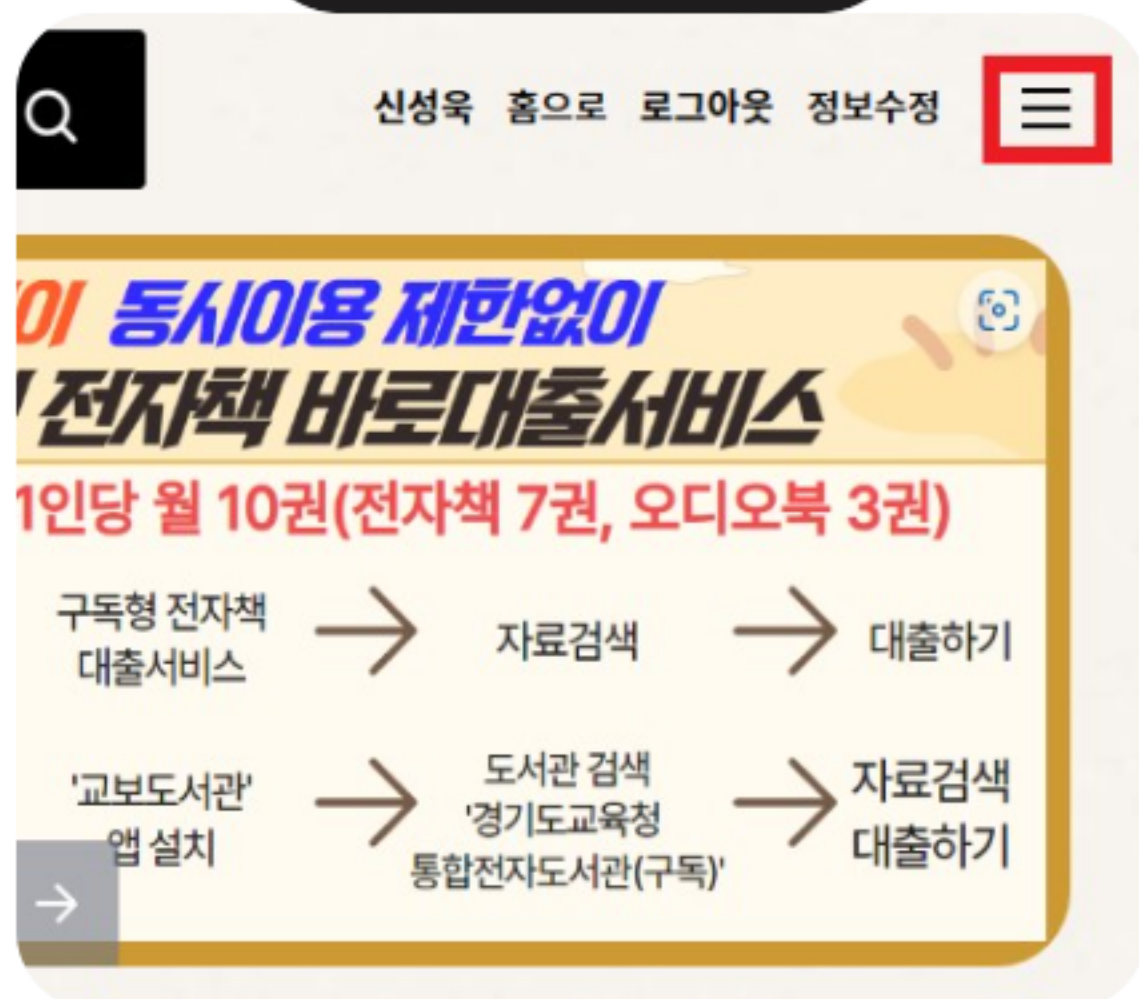 신성욱 홈으로 로그아웃 정보수정
이 동시이용 제한없이
전자책 바로대출서비스
1인당 월 10권(전자책 7권, 오디오북 3권)
구독형 전자책
대출서비스
자료검색
대출하기
'교보도서관'
앱 설치
도서관 검색
'경기도교육청
통합전자도서관(구독)'
자료검색
대출하기